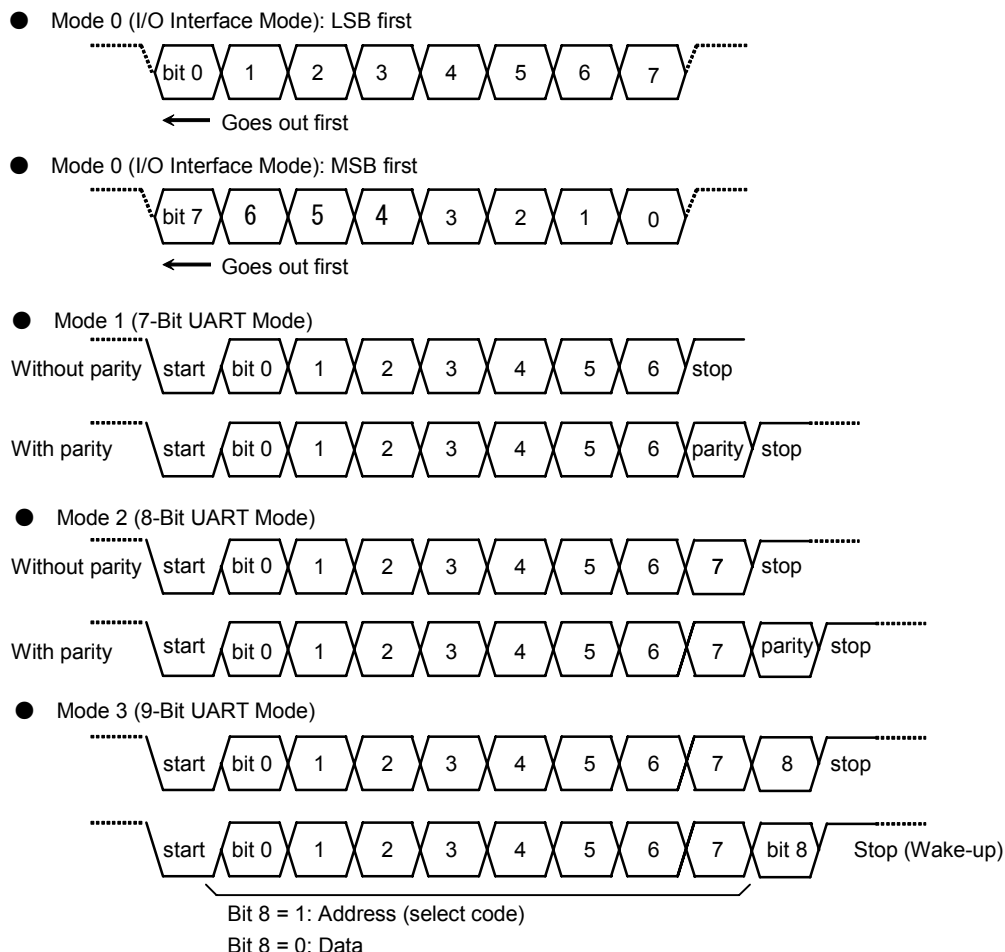 ● Mode 0 (I/O Interface Mode): LSB first
bit 0 1 2 3 4 5 6 7
Goes out first
● Mode 0 (I/O Interface Mode): MSB first
bit 7 6 5 4 3 2 1 0
Goes out first
● Mode 1 (7-Bit UART Mode)
Without parity start bit 0 1 2 3 4 5 6 stop
With parity start bit 0 1 2 3 4 5 6 parity stop
● Mode 2 (8-Bit UART Mode)
Without parity start bit 0 1 2 3 4 5 6 7 stop
With parity start bit 0 1 2 3 4 5 6 7 parity stop
● Mode 3 (9-Bit UART Mode)
start bit 0 1 2 3 4 5 6 7 8 stop
start bit 0 1 2 3 4 5 6 7 bit 8 Stop (Wake-up)
Bit 8 = 1: Address (select code)
Bit 8 = 0: Data